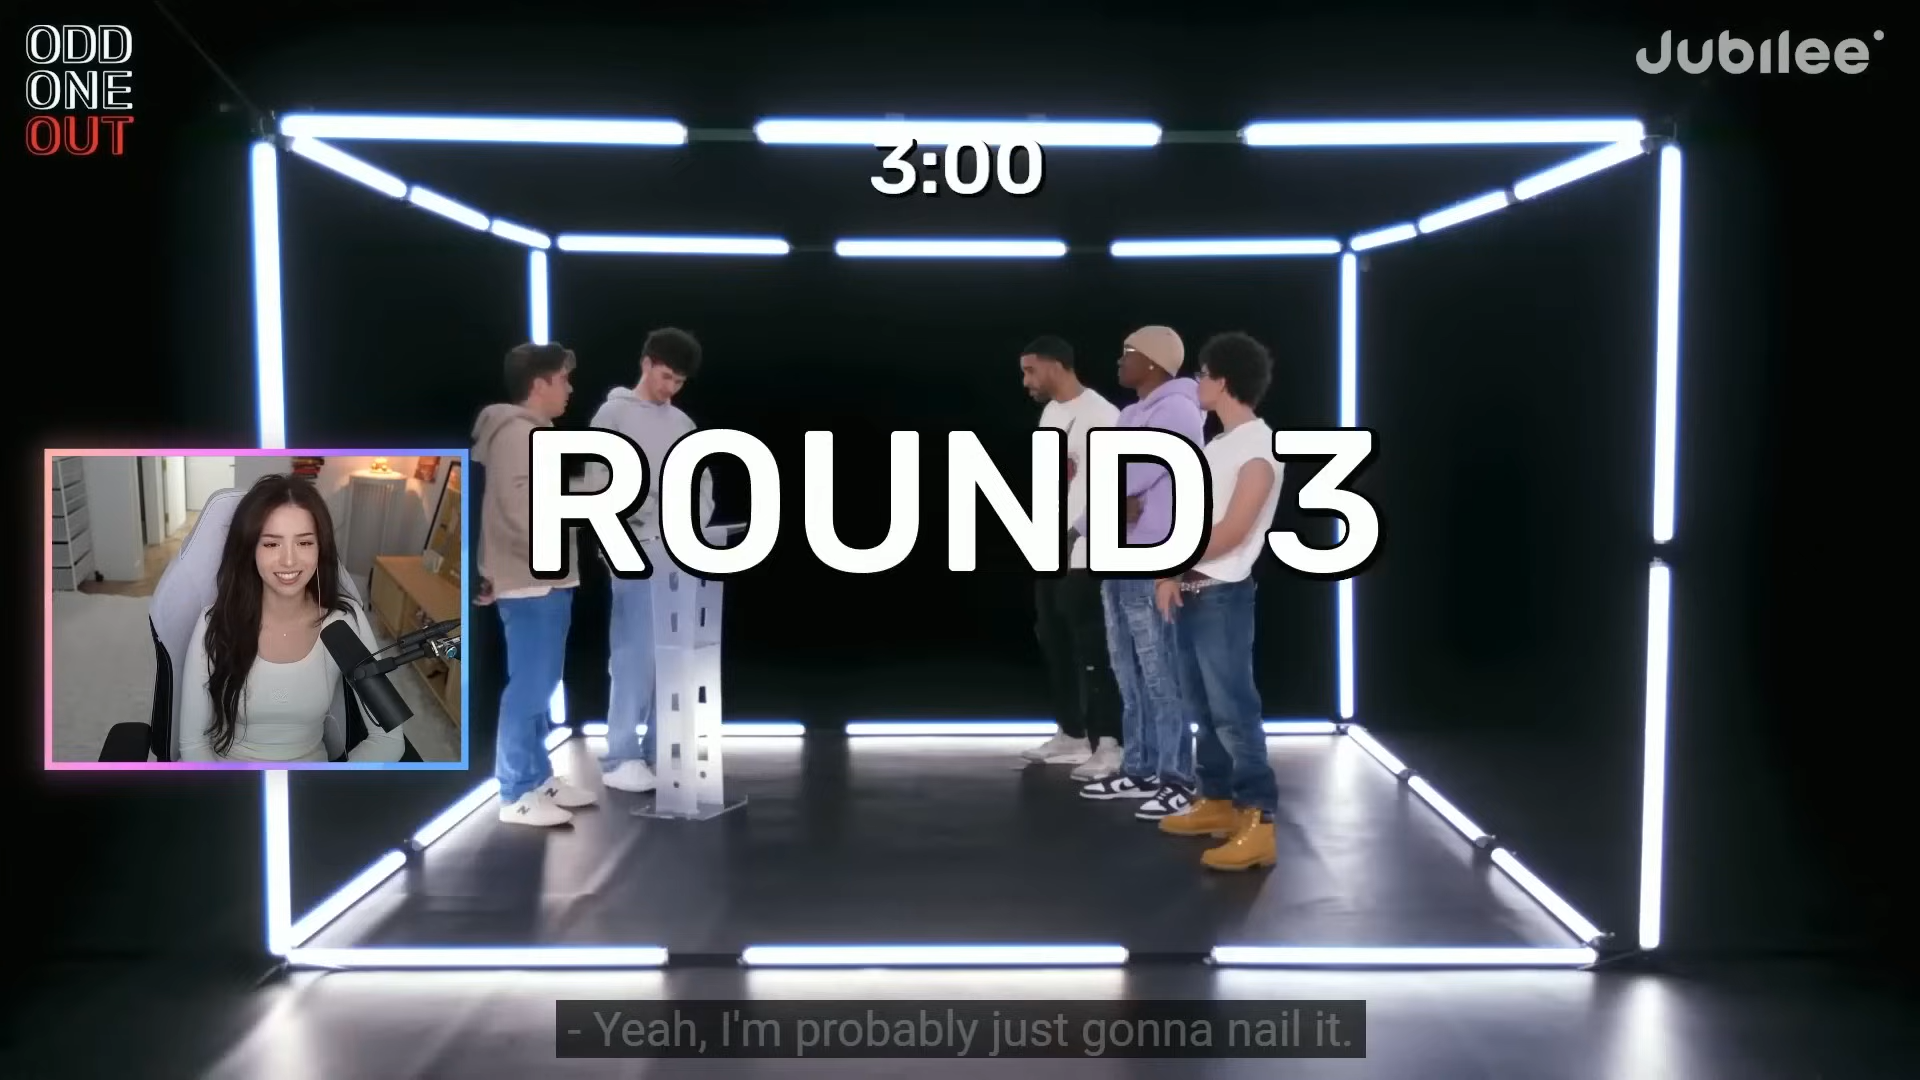 ODD
ONE
OUT
Jubilee
3:00
ROUND 3
- Yeah, I'm probably just gonna nail it.